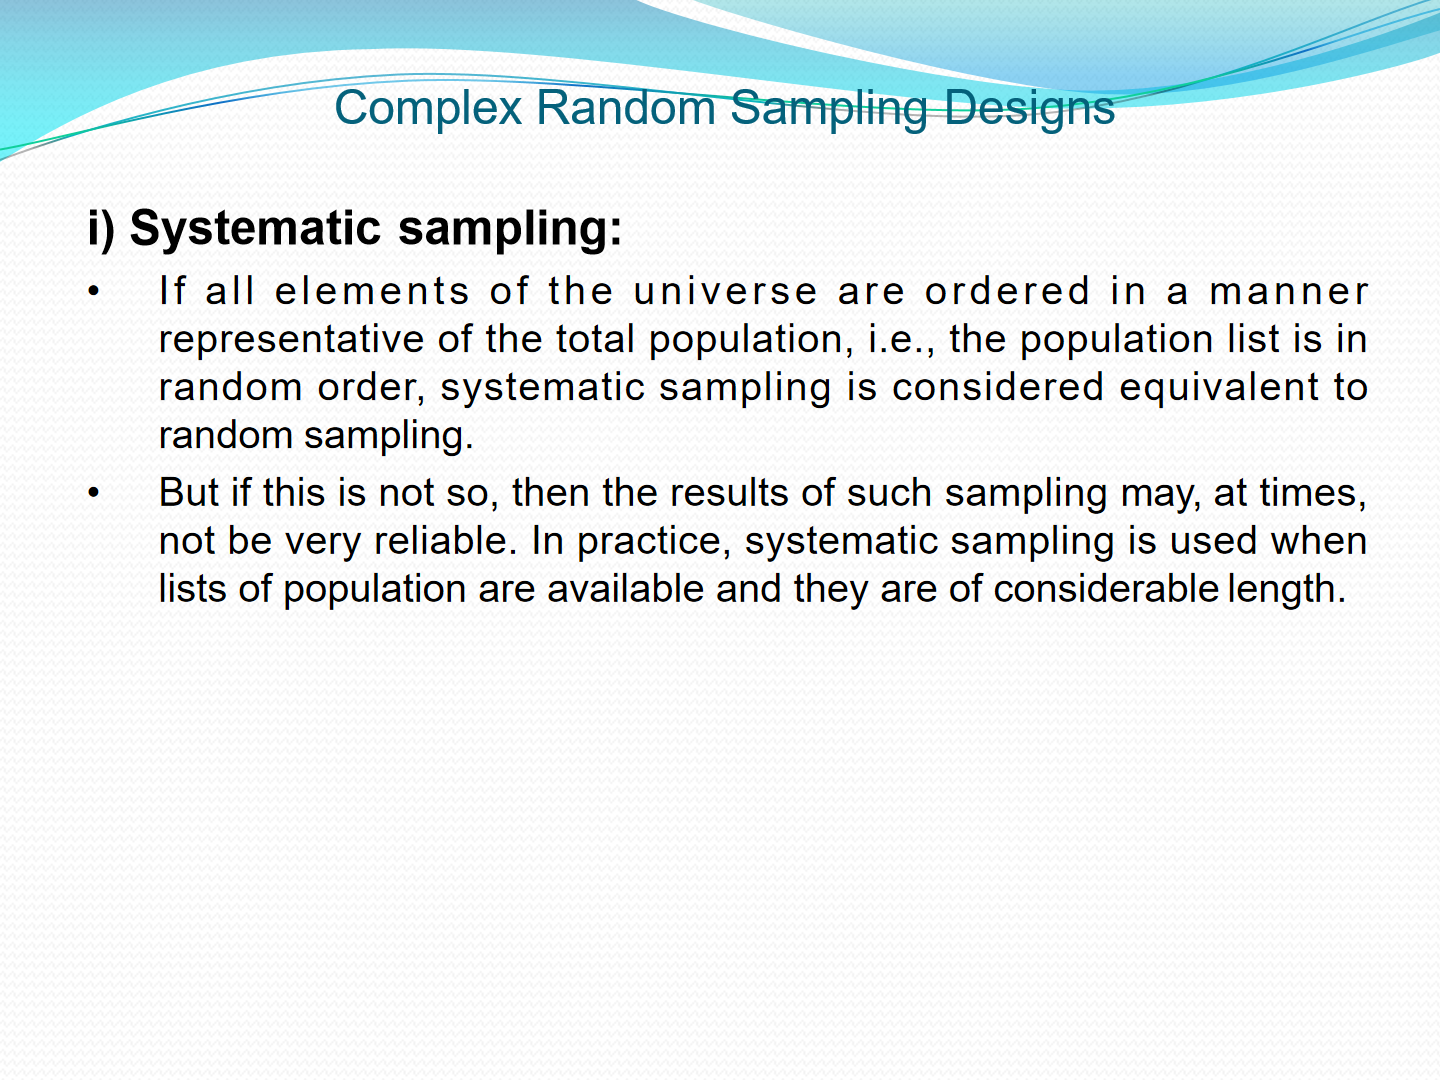 Complex Random Sampling Designs
i) Systematic sampling:
• If all elements of the universe are ordered in a manner
representative of the total population, i.e., the population list is in
random order, systematic sampling is considered equivalent to
random sampling.
• But if this is not so, then the results of such sampling may, at times,
not be very reliable. In practice, systematic sampling is used when
lists of population are available and they are of considerable length.